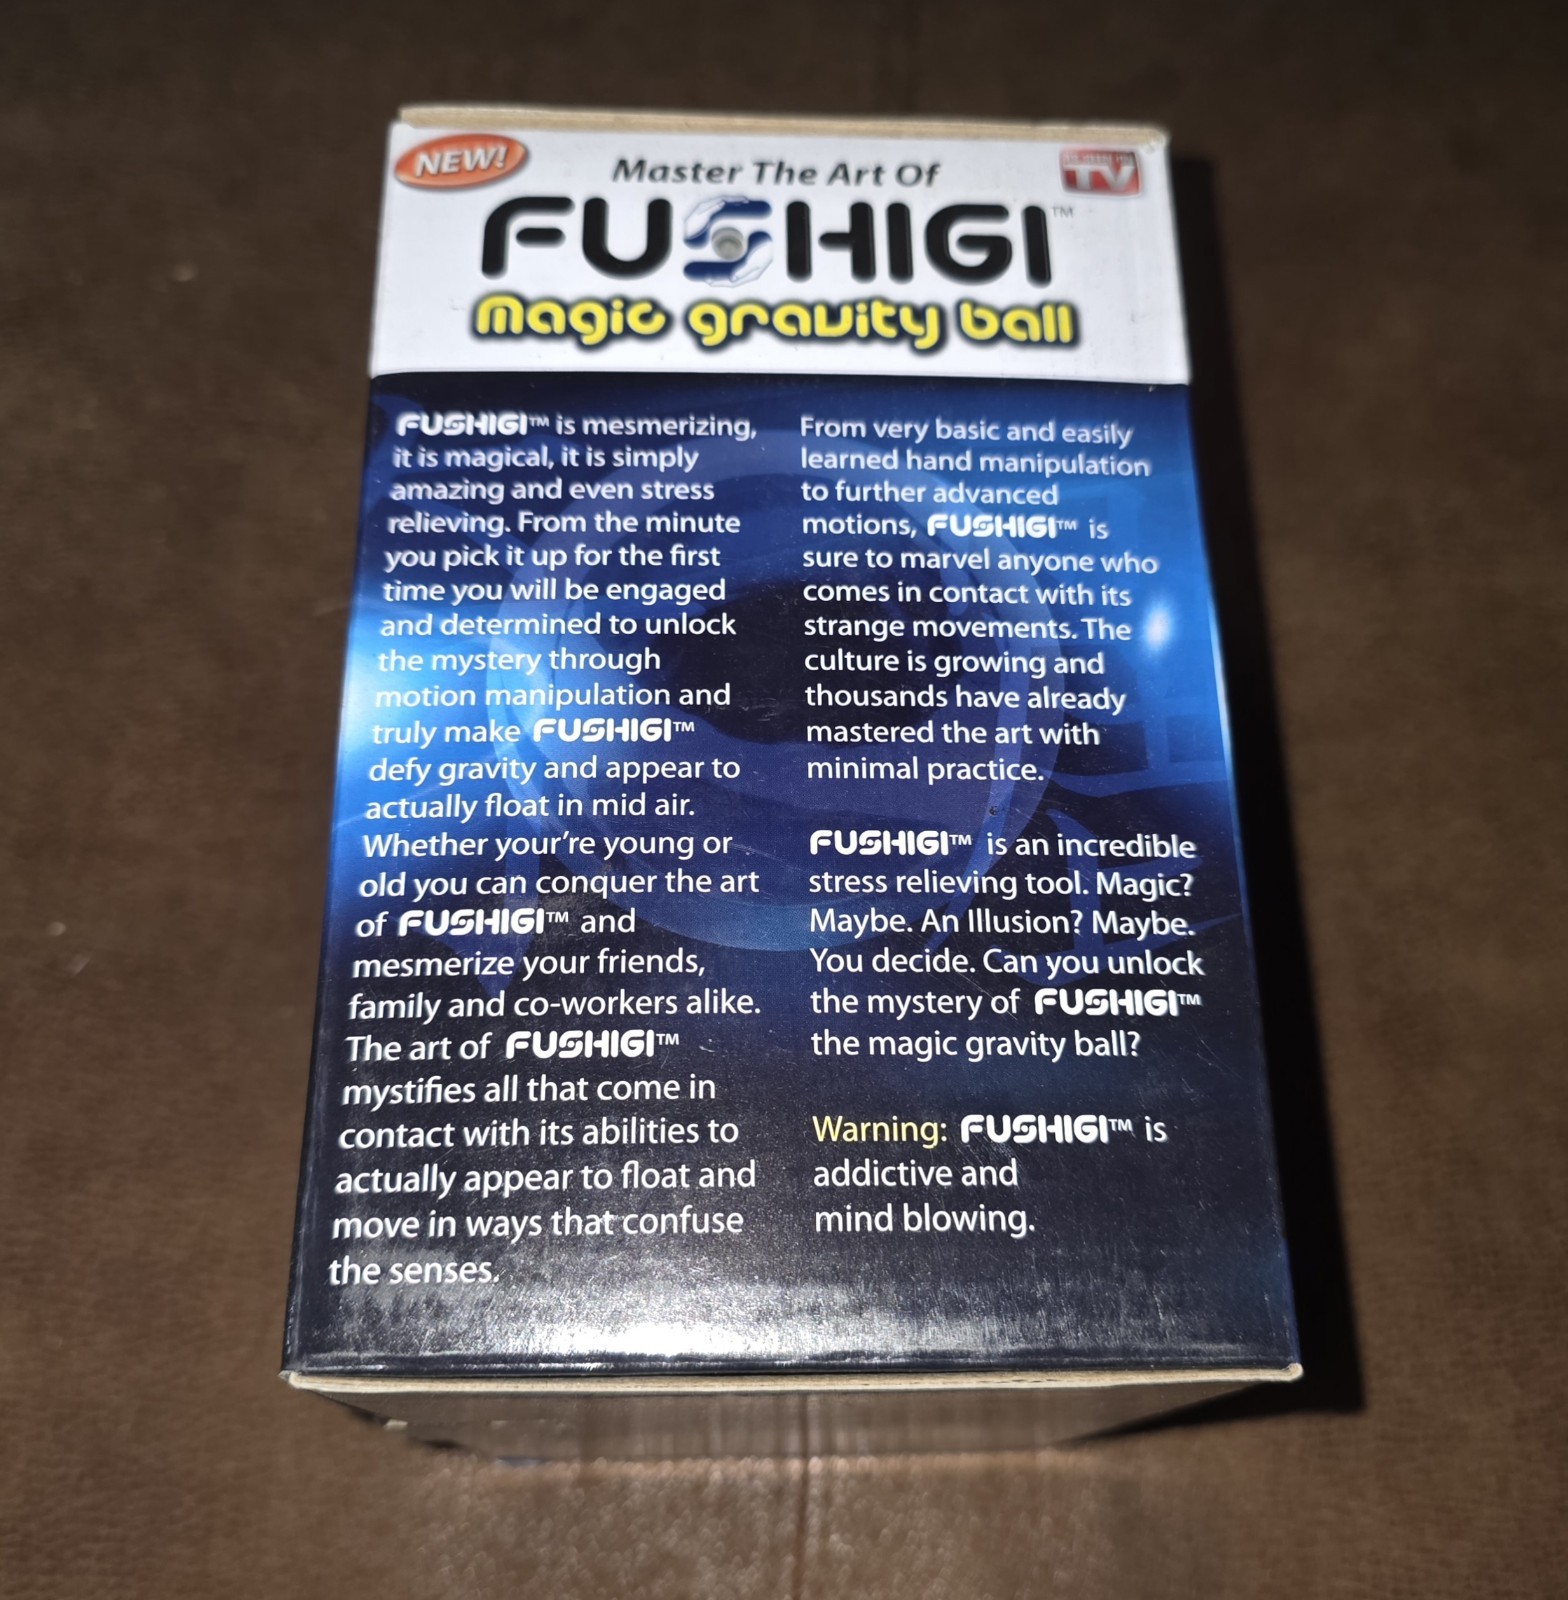 NEW!
Master The Art Of
FUSHIGI™
Magic gravity ball
TV
FUSHIGI™ is mesmerizing,
it is magical, it is simply
amazing and even stress
relieving. From the minute
you pick it up for the first
time you will be engaged
and determined to unlock
the mystery through
motion manipulation and
truly make FUSHIGI™
defy gravity and appear to
actually float in mid air.
Whether your're young or
old you can conquer the art
of FUSHIGI™ and
mesmerize your friends,
family and co-workers alike.
The art of FUSHIGI™
mystifies all that come in
contact with its abilities to
actually appear to float and
move in ways that confuse
the senses.
From very basic and easily
learned hand manipulation
to further advanced
motions, FUSHIGI™ is
sure to marvel anyone who
comes in contact with its
strange movements. The
culture is growing and
thousands have already
mastered the art with
minimal practice.
FUSHIGI™ is an incredible
stress relieving tool. Magic?
Maybe. An Illusion? Maybe.
You decide. Can you unlock
the mystery of FUSHIGI™
the magic gravity ball?
Warning: FUSHIGI™ is
addictive and
mind blowing.